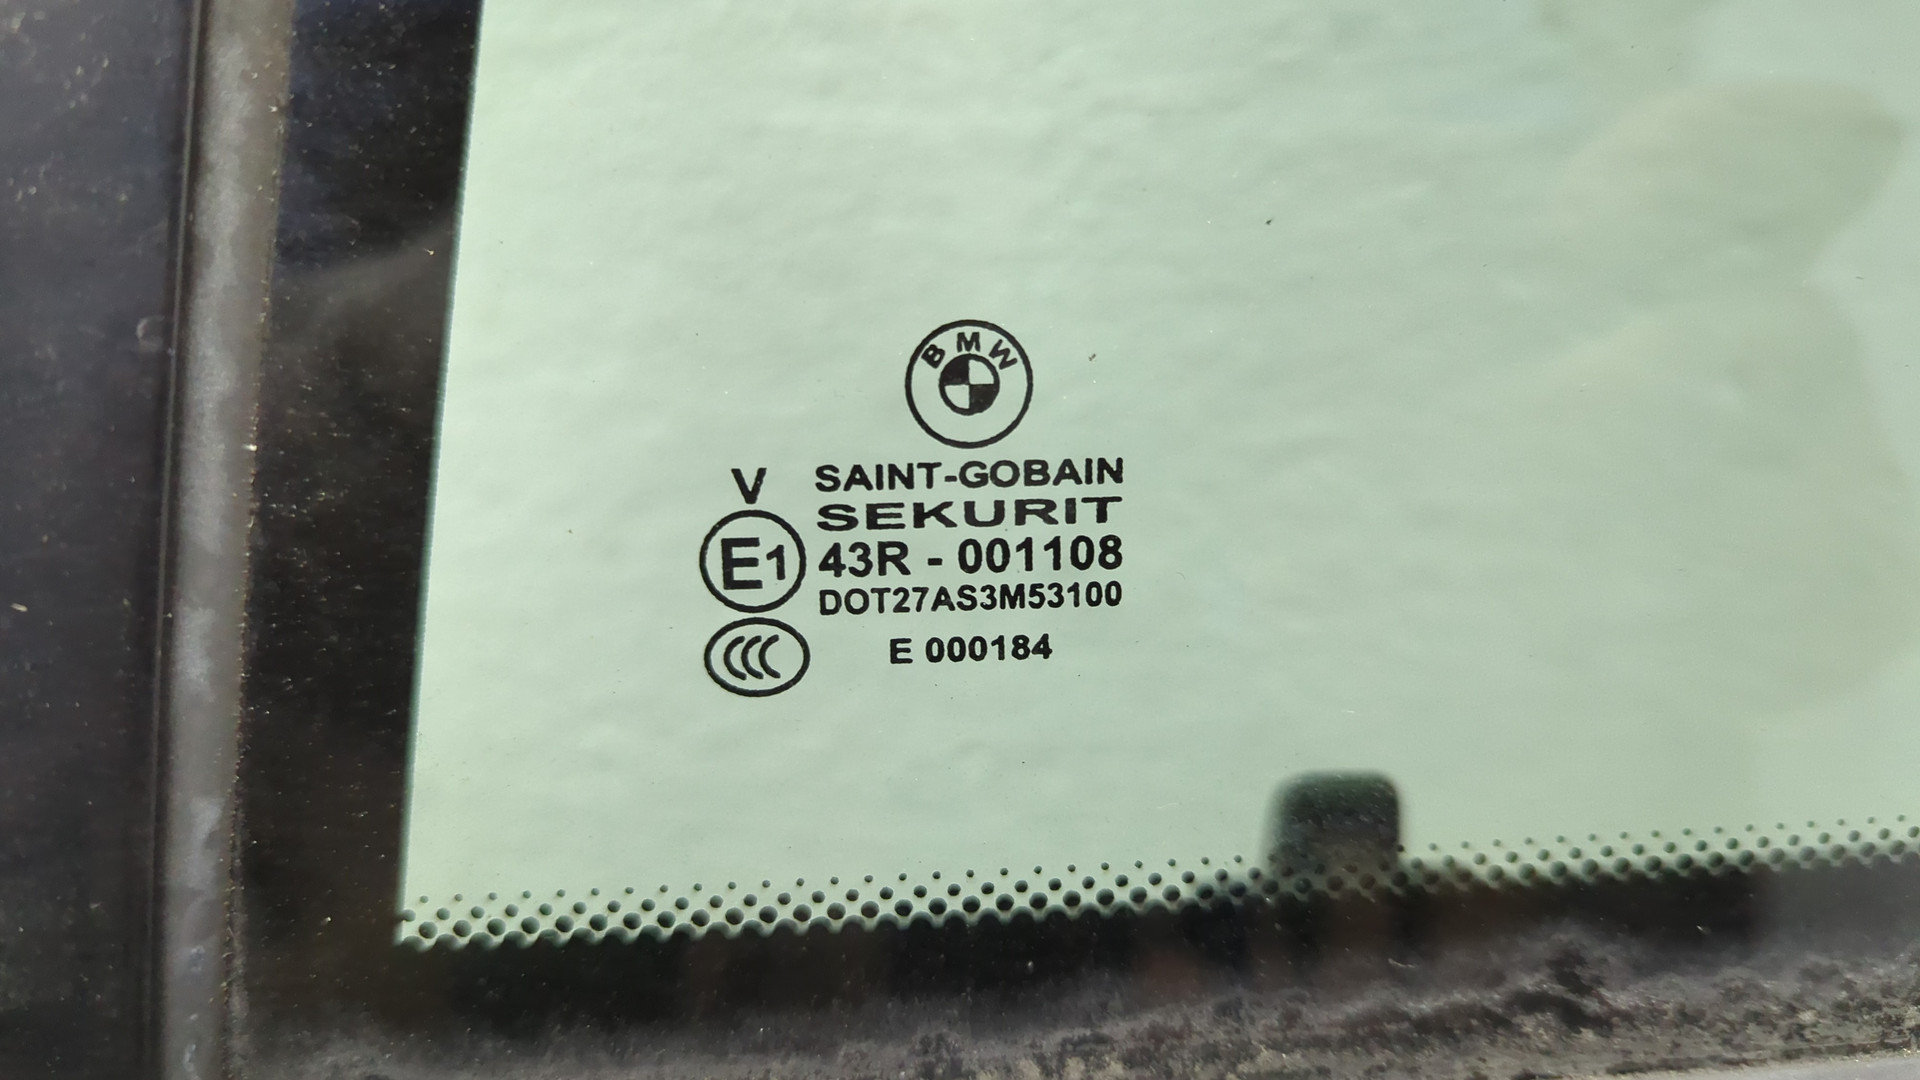 BMW
V SAINT-GOBAIN
SEKURIT
E1 43R - 001108
DOT27AS3M53100
CCC E 000184